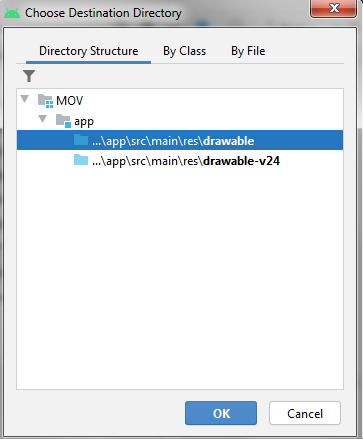 Choose Destination Directory
Directory Structure By Class By File
MOV
app
...\app\src\main\res\drawable
...\app\src\main\res\drawable-v24
OK Cancel